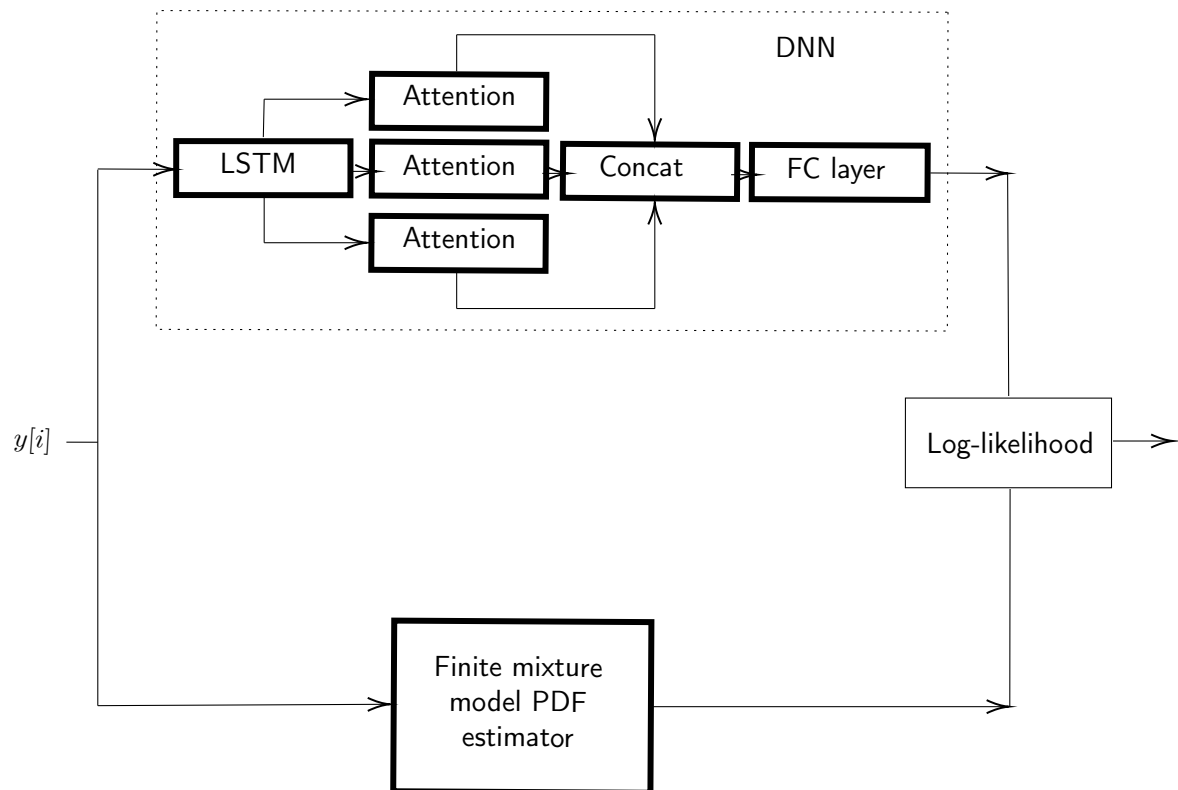 DNN
Attention
LSTM
Attention
Concat
FC layer
Attention
y[i]
Log-likelihood
Finite mixture
model PDF
estimator